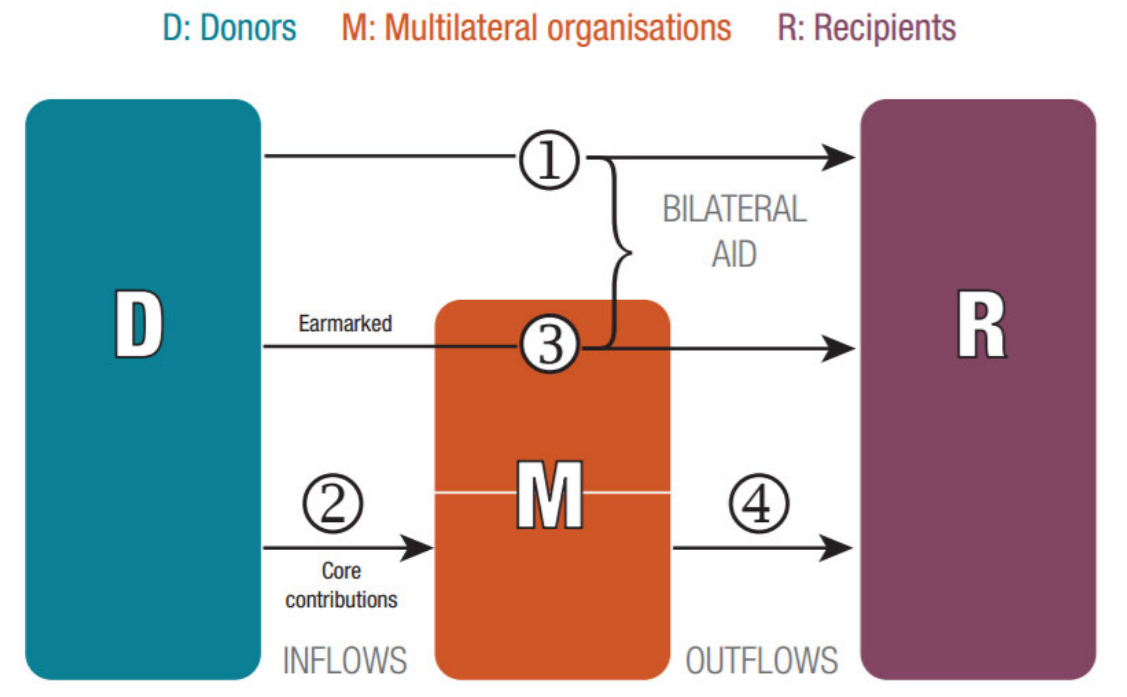 D: Donors M: Multilateral organisations R: Recipients
①
BILATERAL
AID
D
Earmarked
③
R
②
M
④
Core
contributions
INFLOWS
OUTFLOWS